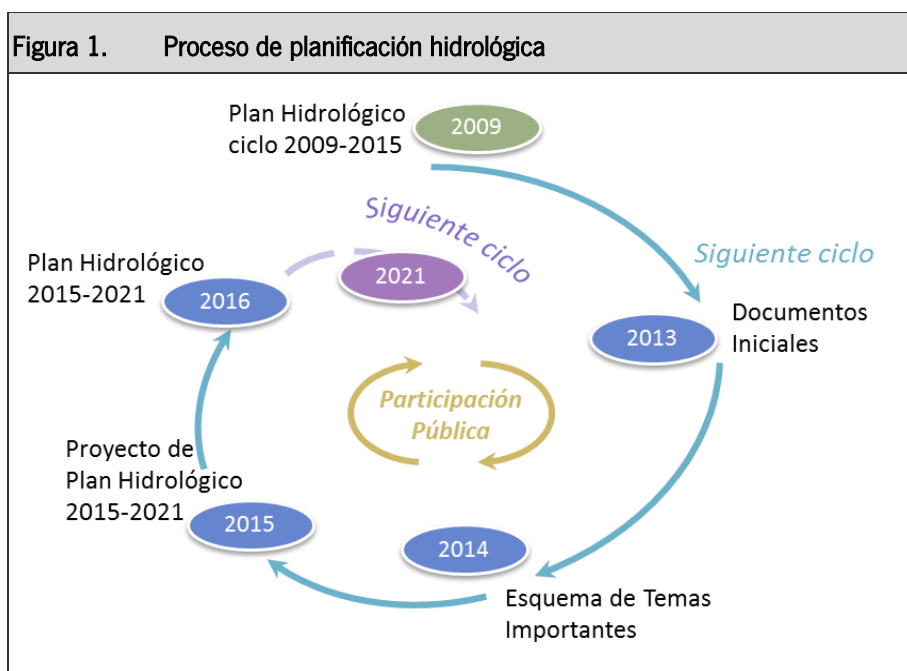 Figura 1. Proceso de planificación hidrológica
Plan Hidrológico
ciclo 2009-2015
2009
Siguiente ciclo
Siguiente ciclo
Plan Hidrológico
2015-2021
2016
2021
2013
Documentos
Iniciales
Participación
Pública
Proyecto de
Plan Hidrológico
2015-2021
2015
2014
Esquema de Temas
Importantes